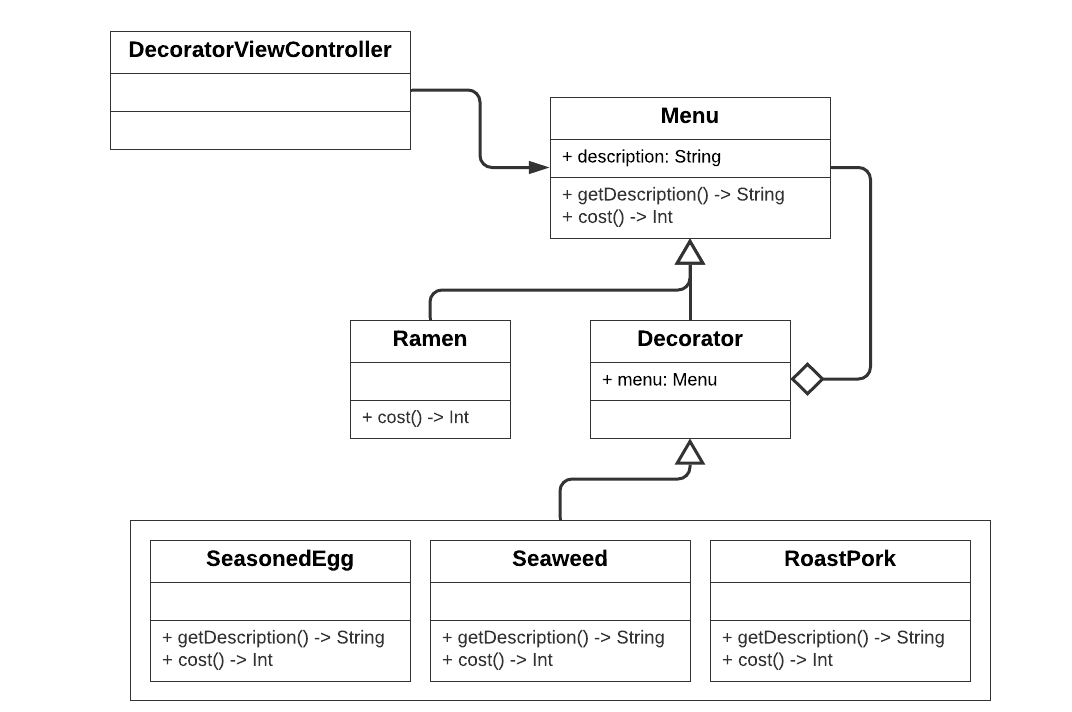 DecoratorViewController
Menu
+ description: String
+ getDescription() -> String
+ cost() -> Int
Ramen
+ cost() -> Int
Decorator
+ menu: Menu
SeasonedEgg
+ getDescription() -> String
+ cost() -> Int
Seaweed
+ getDescription() -> String
+ cost() -> Int
RoastPork
+ getDescription() -> String
+ cost() -> Int